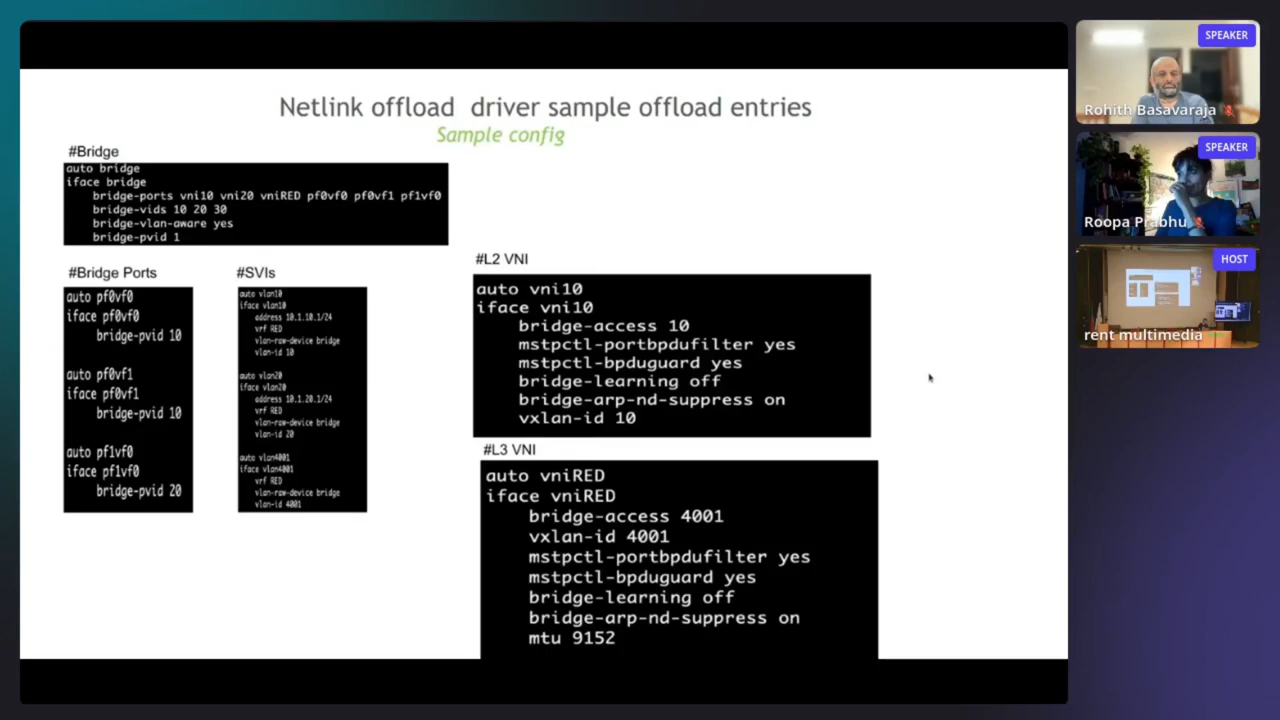 Netlink offload driver sample offload entries
Sample config
#Bridge
auto bridge
iface bridge
bridge-ports vni10 vni20 vniRED pf0vf0 pf0vf1 pf1vf0
bridge-vids 10 20 30
bridge-vlan-aware yes
bridge-pvid 1
#Bridge Ports
auto pf0vf0
iface pf0vf0
bridge-pvid 10
auto pf0vf1
iface pf0vf1
bridge-pvid 10
auto pf1vf0
iface pf1vf0
bridge-pvid 20
#SVIs
auto vlan10
iface vlan10
address 10.1.10.1/24
vrf RED
vlan-raw-device bridge
vlan-id 10
auto vlan20
iface vlan20
address 10.1.20.1/24
vrf RED
vlan-raw-device bridge
vlan-id 20
auto vlan4001
iface vlan4001
vrf RED
vlan-raw-device bridge
vlan-id 4001
#L2 VNI
auto vni10
iface vni10
bridge-access 10
mstpctl-portbpdufilter yes
mstpctl-bpduguard yes
bridge-learning off
bridge-arp-nd-suppress on
vxlan-id 10
#L3 VNI
auto vniRED
iface vniRED
bridge-access 4001
vxlan-id 4001
mstpctl-portbpdufilter yes
mstpctl-bpduguard yes
bridge-learning off
bridge-arp-nd-suppress on
mtu 9152
SPEAKER
Rohith Basavaraja
SPEAKER
Roopa Prabhu
HOST
rent multimedia